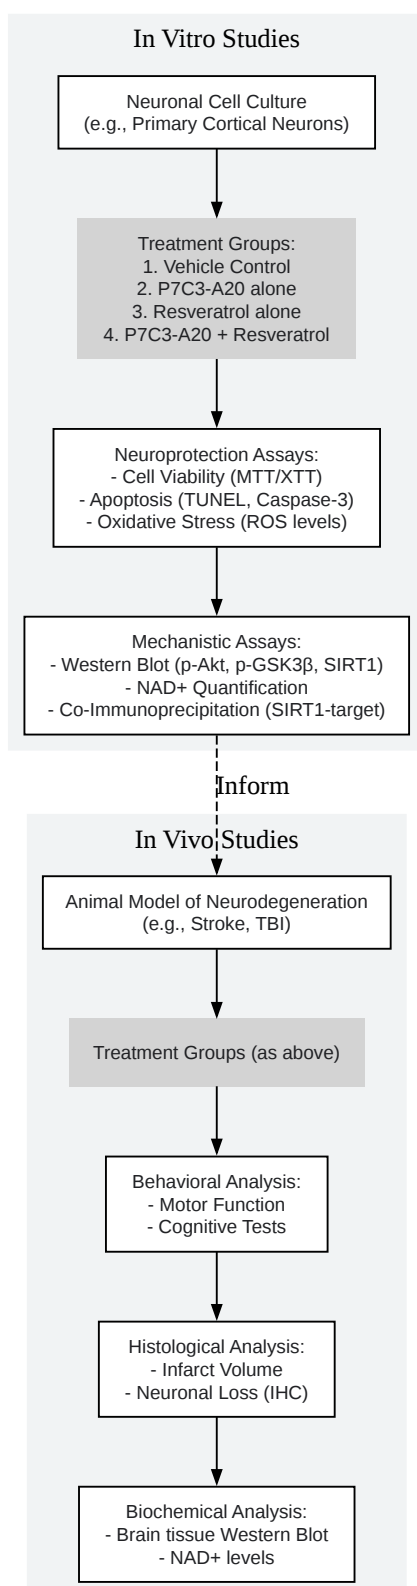 In Vitro Studies
Neuronal Cell Culture
(e.g., Primary Cortical Neurons)
Treatment Groups:
1. Vehicle Control
2. P7C3-A20 alone
3. Resveratrol alone
4. P7C3-A20 + Resveratrol
Neuroprotection Assays:
- Cell Viability (MTT/XTT)
- Apoptosis (TUNEL, Caspase-3)
- Oxidative Stress (ROS levels)
Mechanistic Assays:
- Western Blot (p-Akt, p-GSK3β, SIRT1)
- NAD+ Quantification
- Co-Immunoprecipitation (SIRT1-target)
Inform
In Vivo Studies
Animal Model of Neurodegeneration
(e.g., Stroke, TBI)
Treatment Groups (as above)
Behavioral Analysis:
- Motor Function
- Cognitive Tests
Histological Analysis:
- Infarct Volume
- Neuronal Loss (IHC)
Biochemical Analysis:
- Brain tissue Western Blot
- NAD+ levels